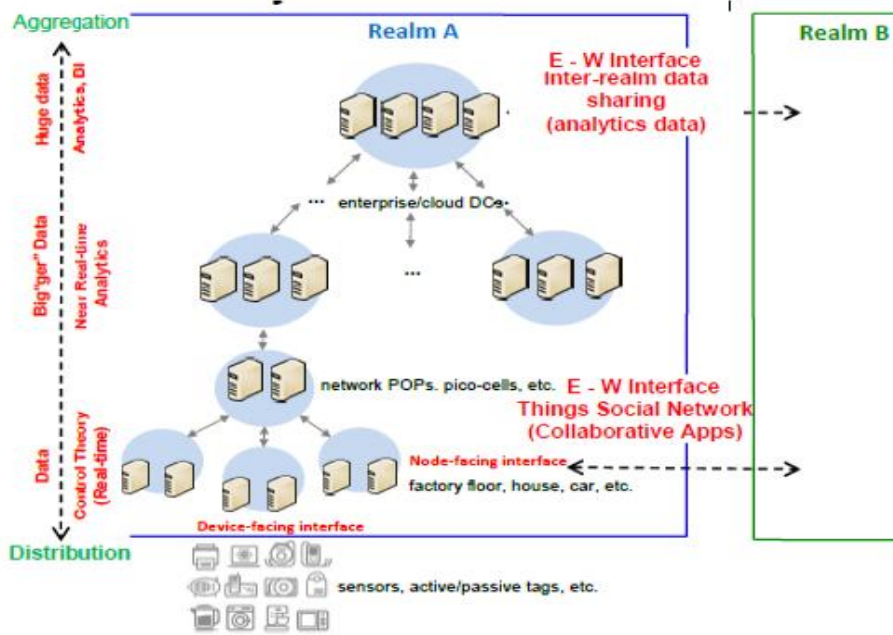 Aggregation
Realm A
Realm B
E - W Interface
Inter-realm data
sharing
(analytics data)
Huge data
Analytics, BI
... enterprise/cloud DCs.
...
Big"ger" Data
Near Real-time
Analytics
network POPs. pico-cells, etc.
E - W Interface
Things Social Network
(Collaborative Apps)
Data
Control Theory
(Real-time)
Node-facing interface
factory floor, house, car, etc.
Device-facing interface
Distribution
sensors, active/passive tags, etc.